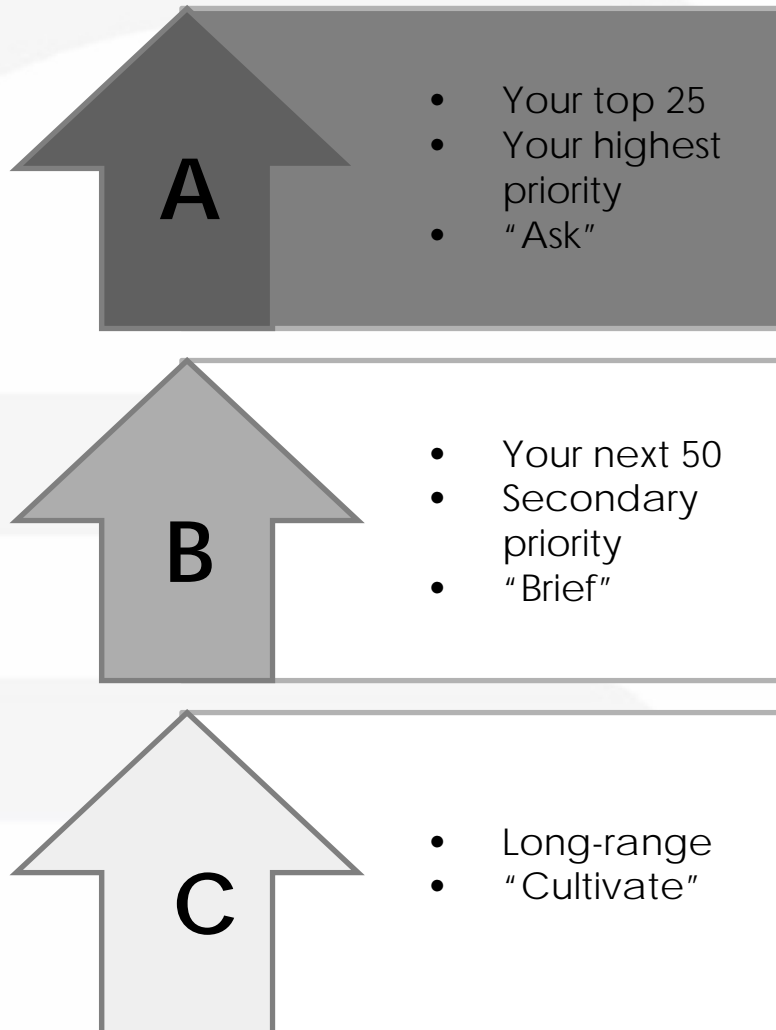 A
• Your top 25
• Your highest
priority
• “Ask”
B
• Your next 50
• Secondary
priority
• “Brief”
C
• Long-range
• “Cultivate”